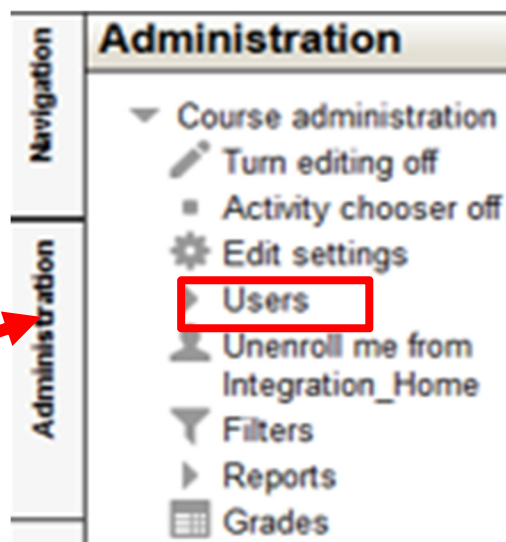 Navigation
Administration
Administration
Course administration
Turn editing off
Activity chooser off
Edit settings
Users
Unenroll me from
Integration_Home
Filters
Reports
Grades